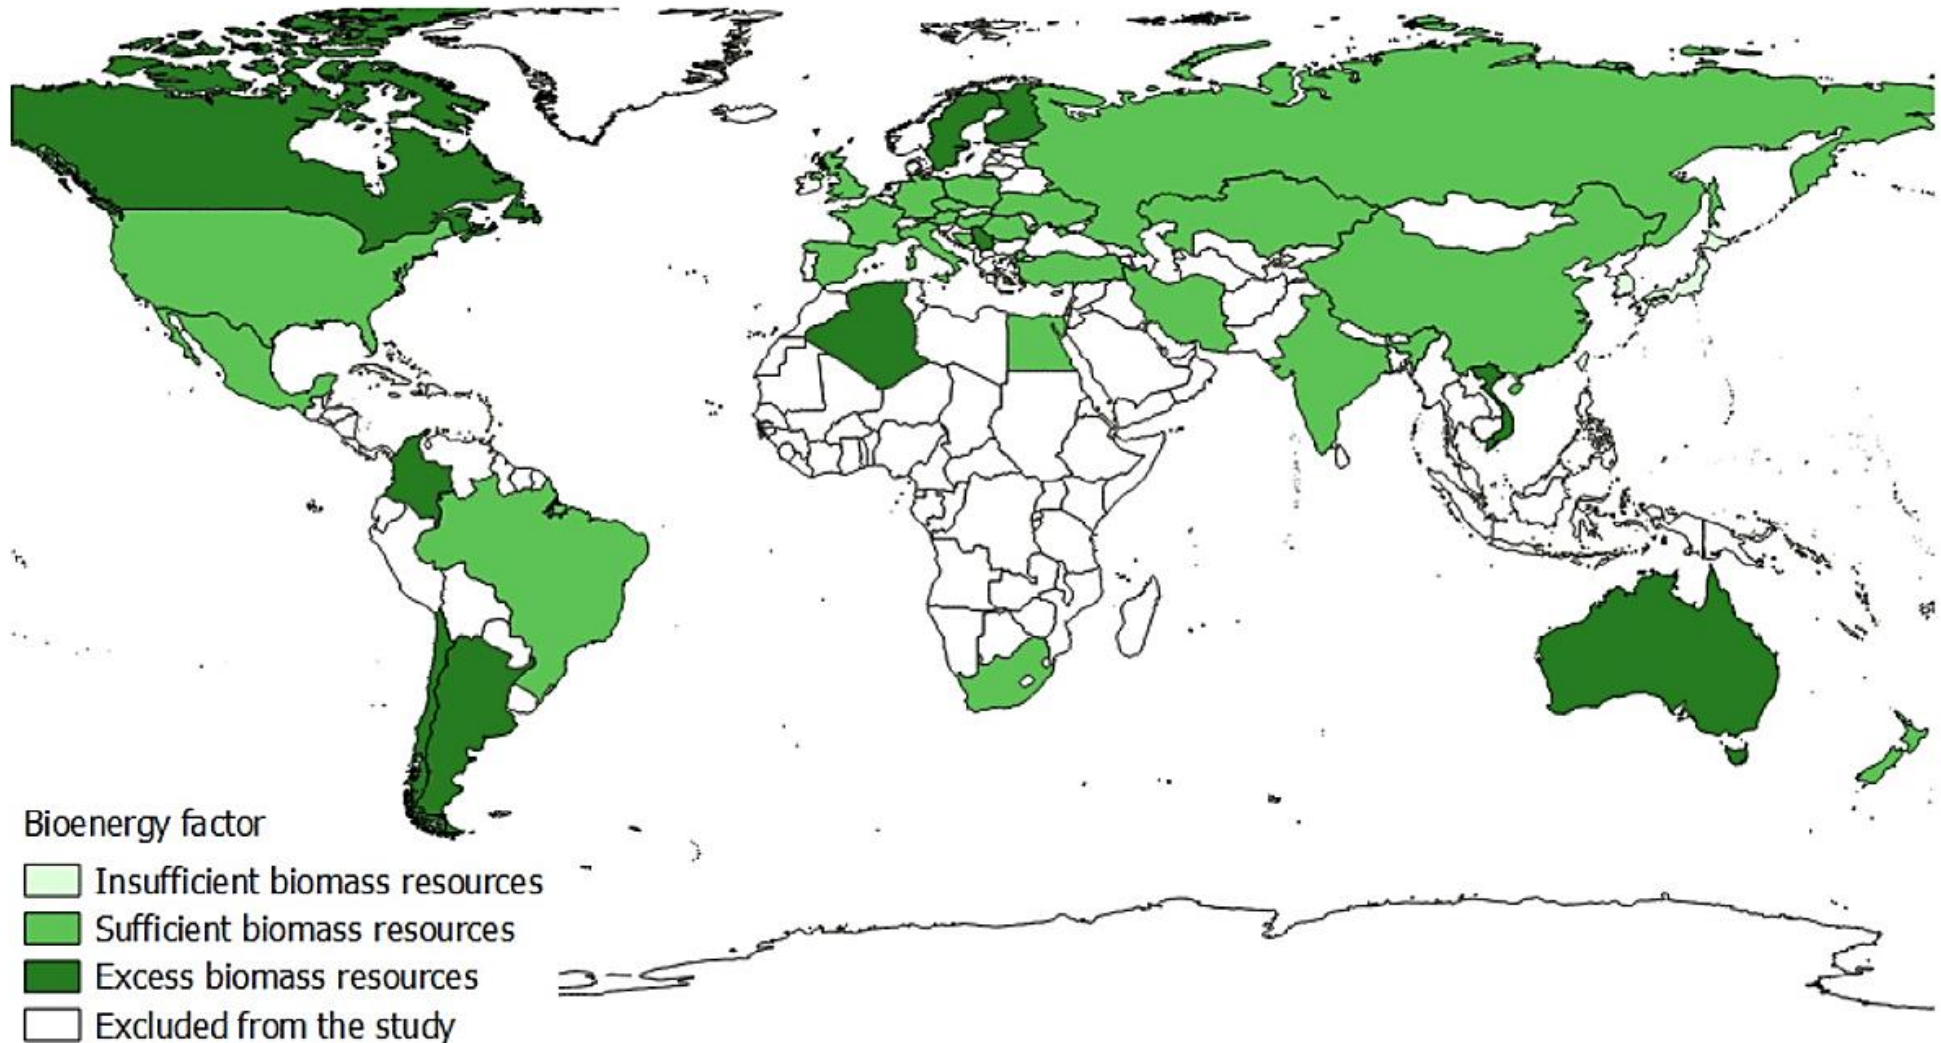 Bioenergy factor
Insufficient biomass resources
Sufficient biomass resources
Excess biomass resources
Excluded from the study